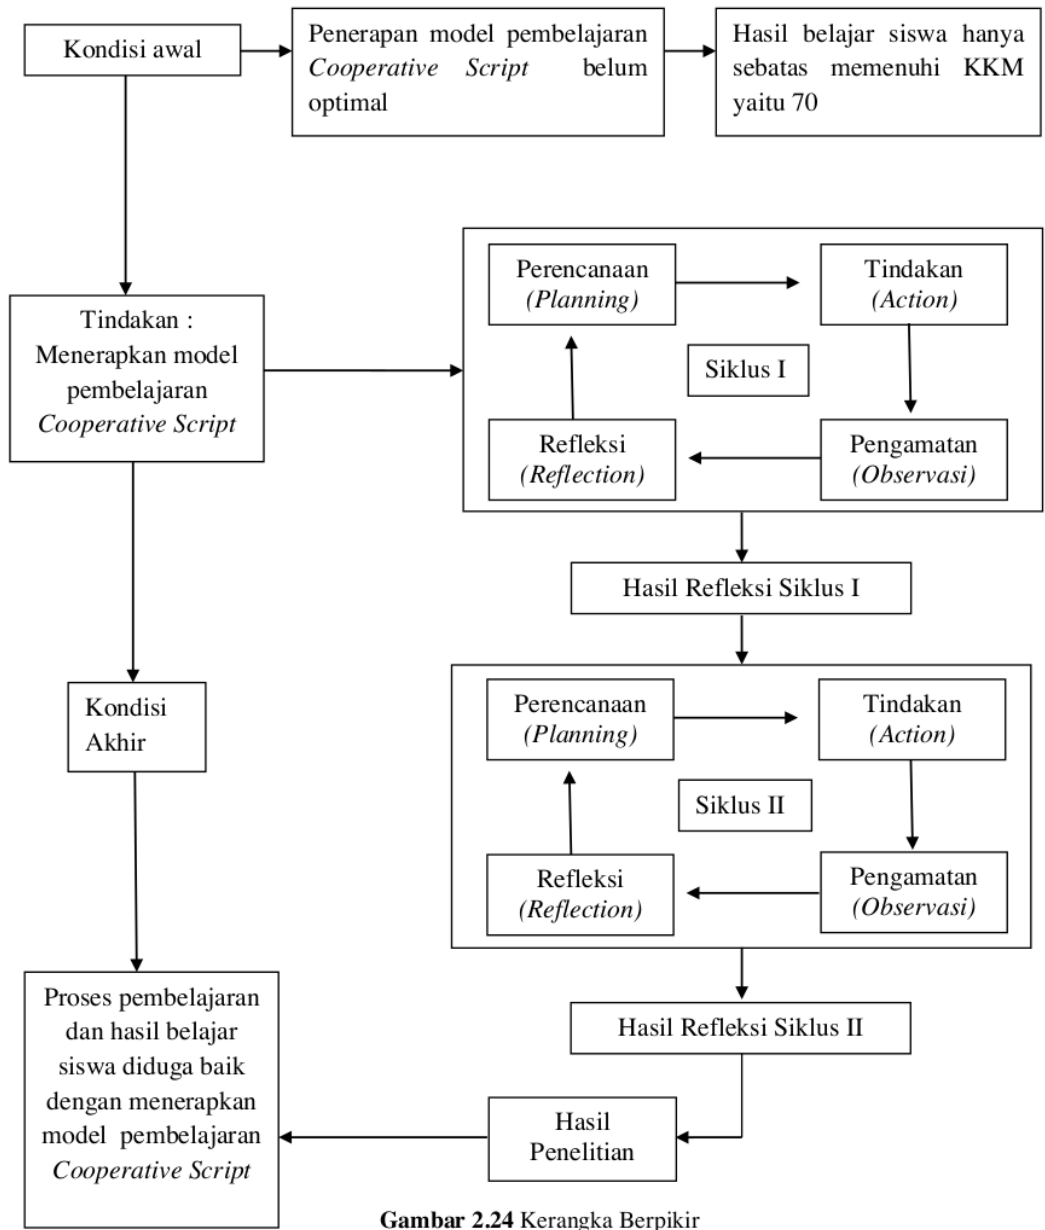 Kondisi awal
Penerapan model pembelajaran
Cooperative Script belum
optimal
Hasil belajar siswa hanya
sebatas memenuhi KKM
yaitu 70
Tindakan :
Menerapkan model
pembelajaran
Cooperative Script
Perencanaan
(Planning)
Tindakan
(Action)
Siklus I
Refleksi
(Reflection)
Pengamatan
(Observasi)
Hasil Refleksi Siklus I
Perencanaan
(Planning)
Tindakan
(Action)
Siklus II
Refleksi
(Reflection)
Pengamatan
(Observasi)
Hasil Refleksi Siklus II
Kondisi
Akhir
Hasil
Penelitian
Proses pembelajaran
dan hasil belajar
siswa diduga baik
dengan menerapkan
model pembelajaran
Cooperative Script
Gambar 2.24 Kerangka Berpikir